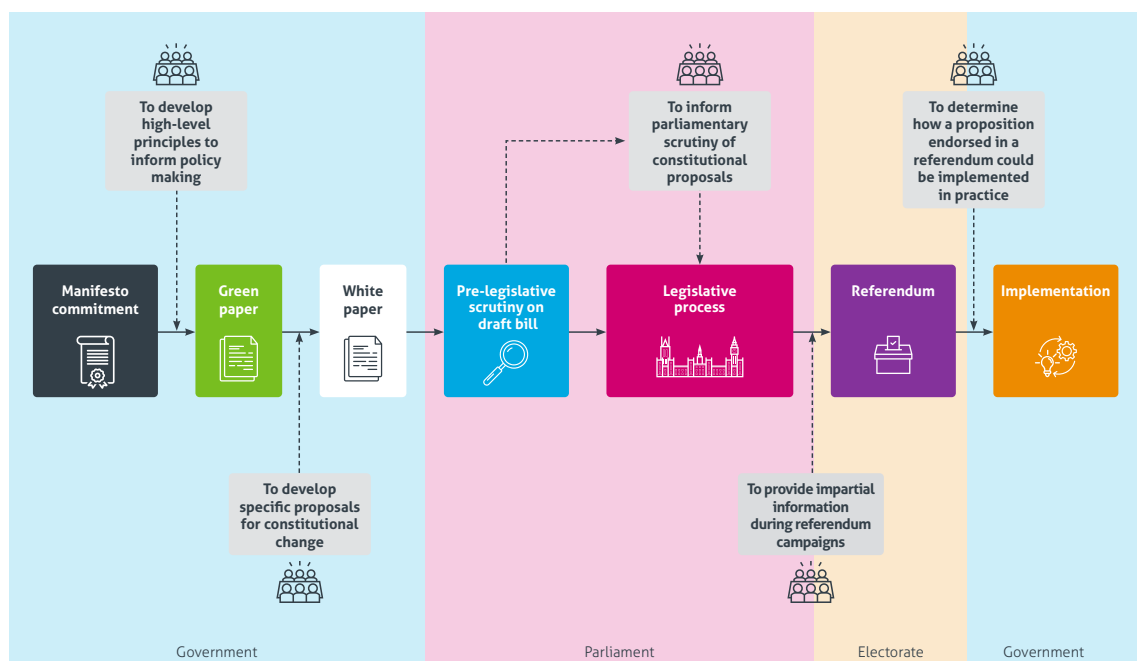 To develop
high-level
principles to
inform policy
making
To inform
parliamentary
scrutiny of
constitutional
proposals
To determine
how a proposition
endorsed in a
referendum could
be implemented
in practice
Manifesto
commitment
Green
paper
White
paper
Pre-legislative
scrutiny on
draft bill
Legislative
process
Referendum
Implementation
To develop
specific proposals
for constitutional
change
To provide impartial
information
during referendum
campaigns
Government
Parliament
Electorate
Government